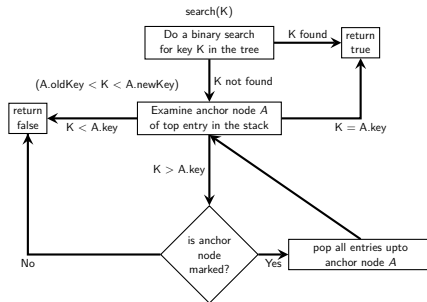 search(K)
Do a binary search
for key K in the tree
K found
return
true
K not found
(A.oldKey < K < A.newKey)
return
false
K < A.key
Examine anchor node A
of top entry in the stack
K = A.key
K > A.key
is anchor
node
marked?
No
Yes
pop all entries upto
anchor node A